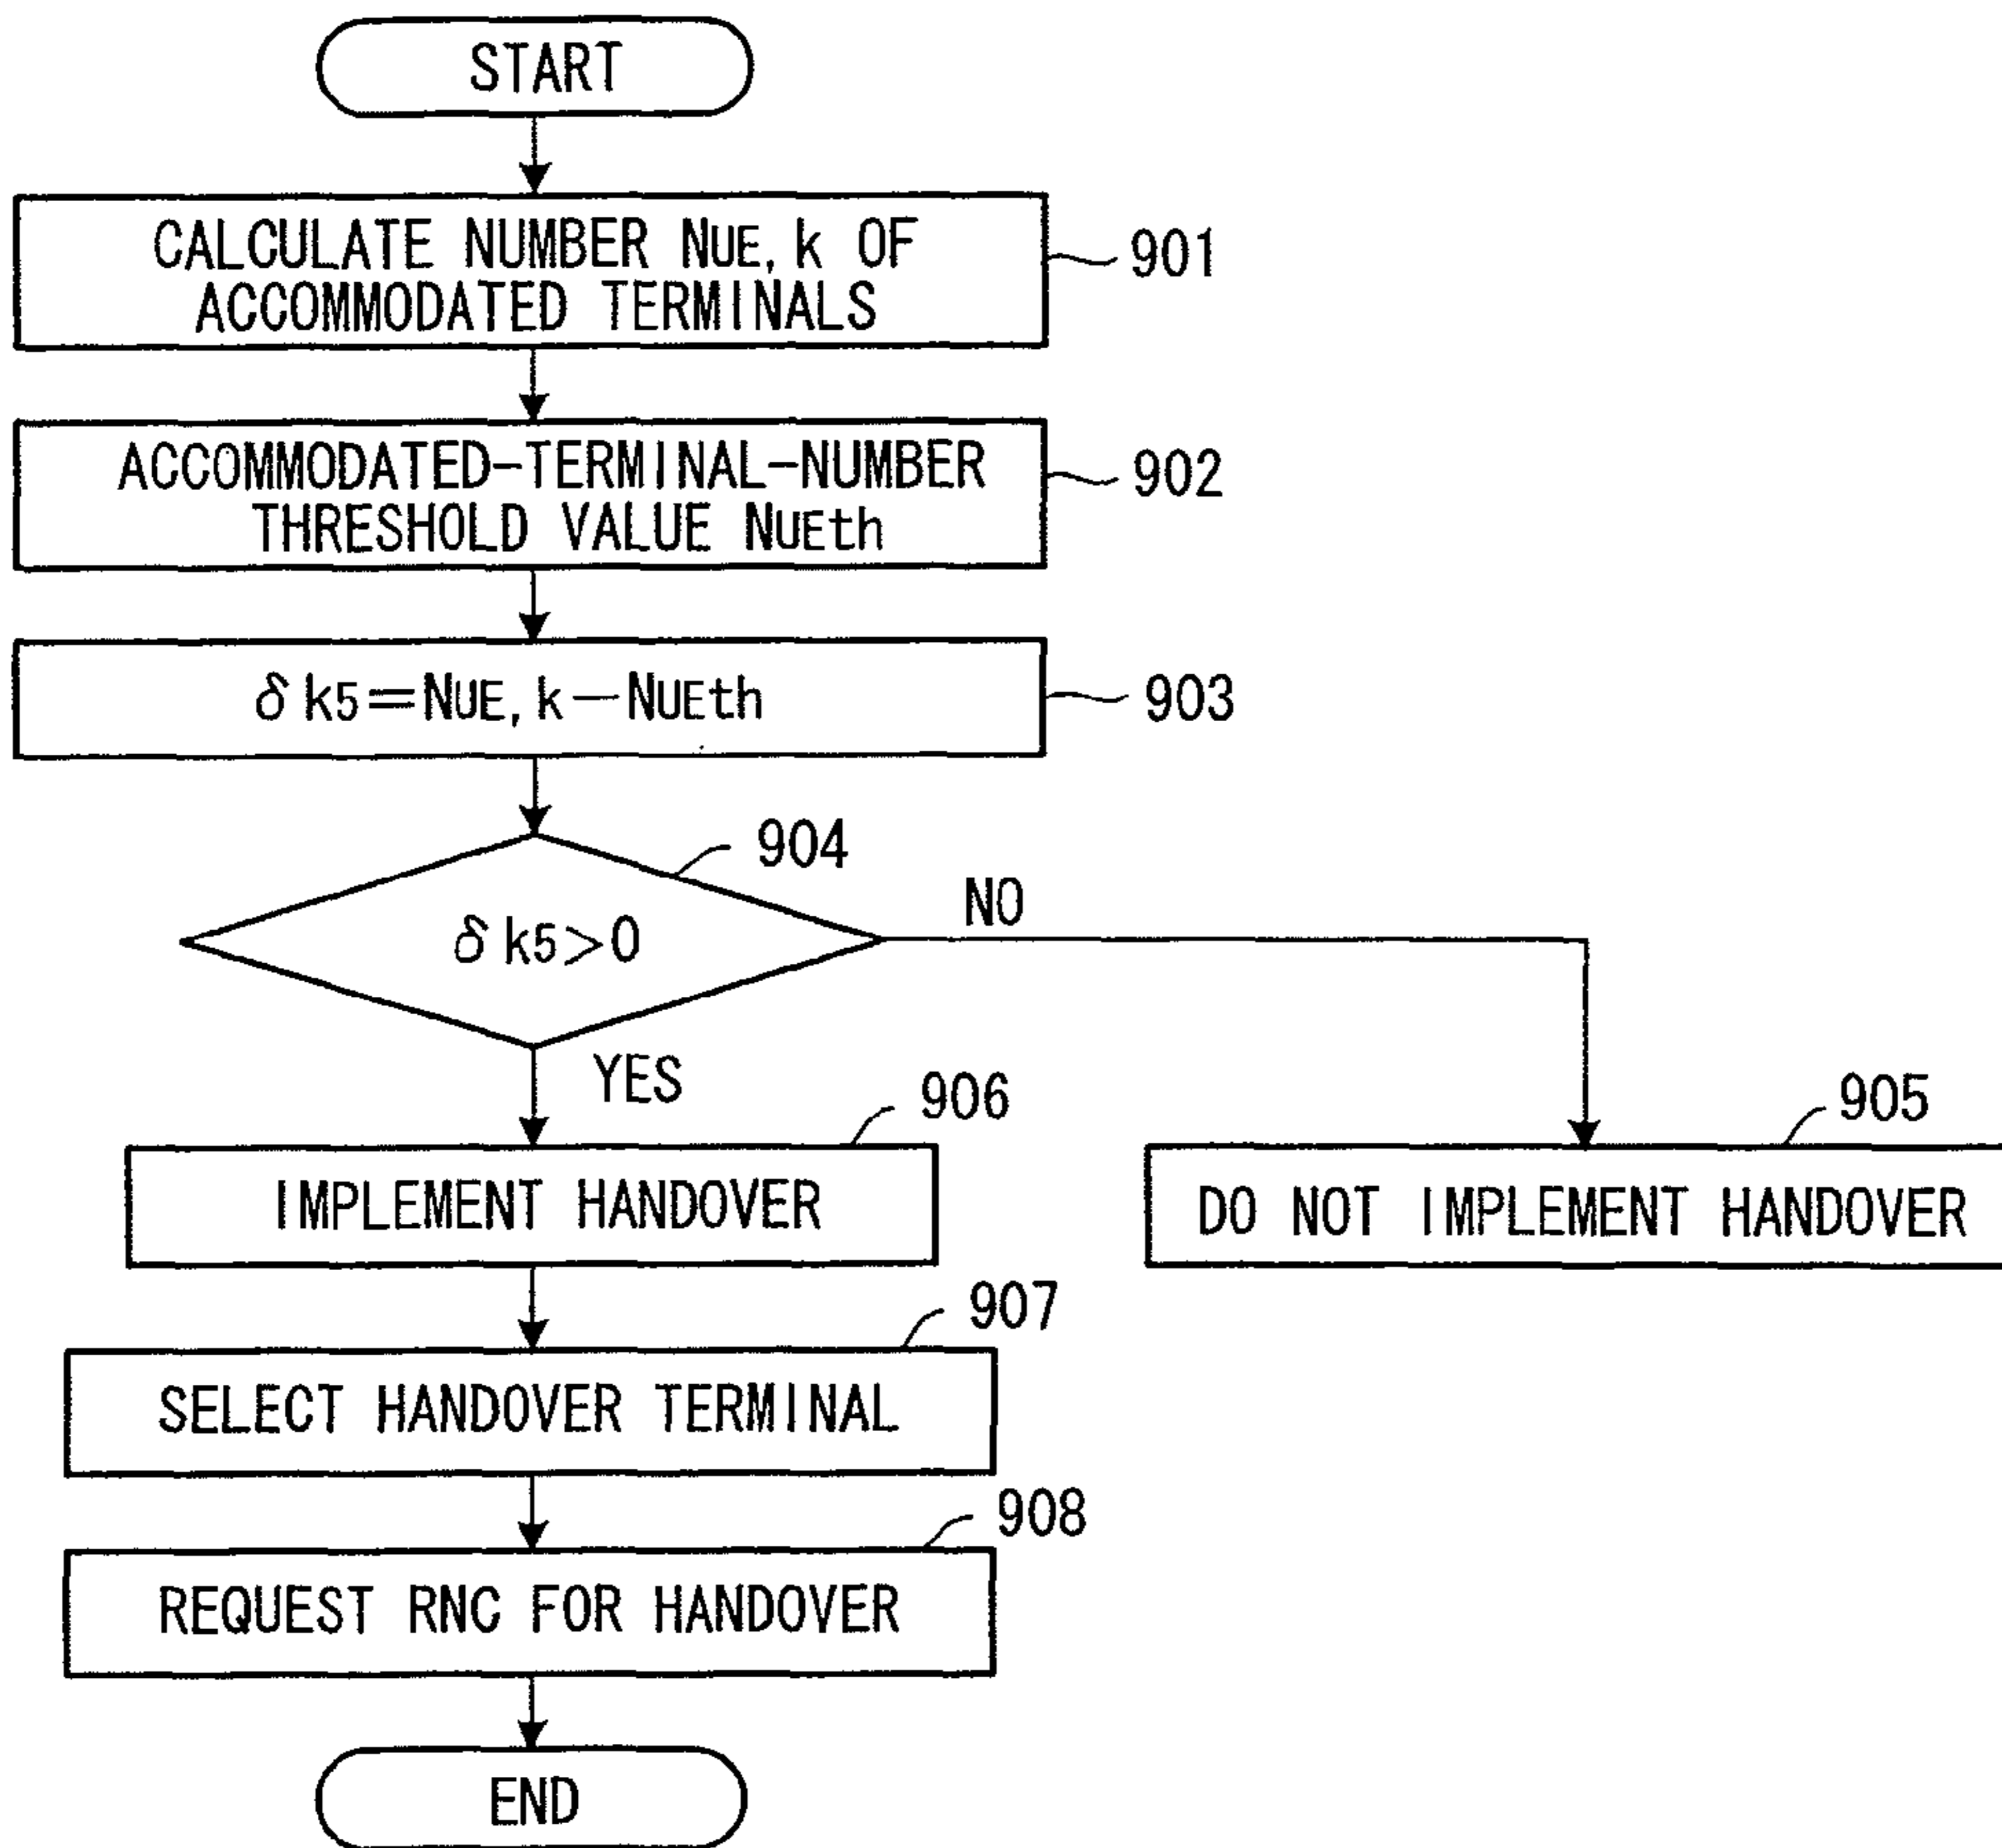 START
CALCULATE NUMBER NUE, k OF
ACCOMMODATED TERMINALS
901
ACCOMMODATED-TERMINAL-NUMBER
THRESHOLD VALUE NUEth
902
δk5=NUE, k-NUEth
903
904
δk5>0
NO
YES
906
IMPLEMENT HANDOVER
905
DO NOT IMPLEMENT HANDOVER
907
SELECT HANDOVER TERMINAL
908
REQUEST RNC FOR HANDOVER
END